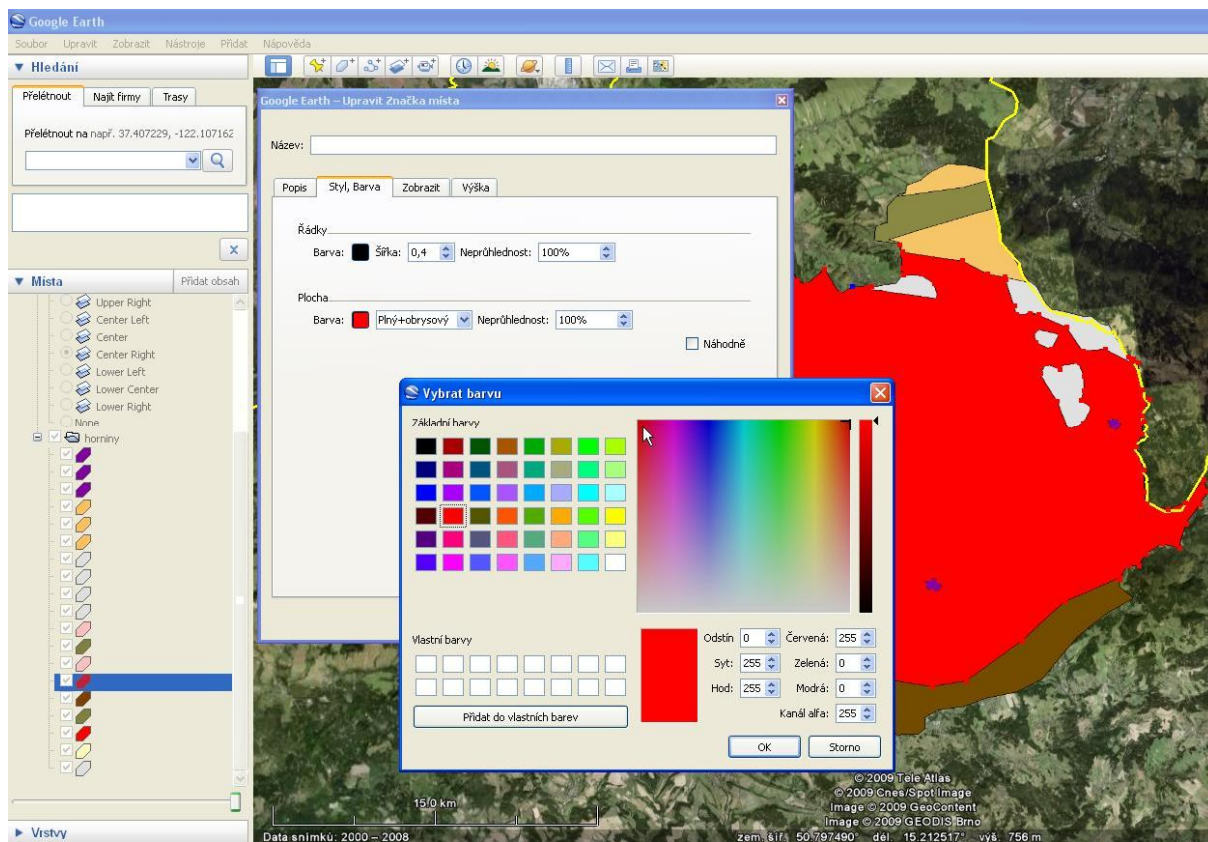 Google Earth
Soubor Upravit Zobrazit Nástroje Přidat Nápověda
Hledání
Přelétnout Najít firmy Trasy
Přelétnout na např. 37.407229, -122.107162
Místa Přidat obsah
Upper Right
Center Left
Center
Center Right
Lower Left
Lower Center
Lower Right
None
horniny
Vrstvy
Google Earth – Upravit Značka místa
Název:
Popis Styl, Barva Zobrazit Výška
Řádky
Barva: Šířka: 0,4 Neprůhlednost: 100%
Plocha
Barva: Plný+obrysový Neprůhlednost: 100%
Náhodně
Vybrat barvu
Základní barvy
Vlastní barvy
Přidat do vlastních barev
Odstín 0 Červená: 255
Syt: 255 Zelená: 0
Hod: 255 Modrá: 0
Kanál alfa: 255
OK Storno
© 2009 Tele Atlas
© 2009 Cnes/Spot Image
Image © 2009 GeoContent
Image © 2009 GEODIS Brno
15,0 km
Data snímků: 2000 – 2008
zem. šíř. 50.797490° dél. 15.212517° výš. 756 m